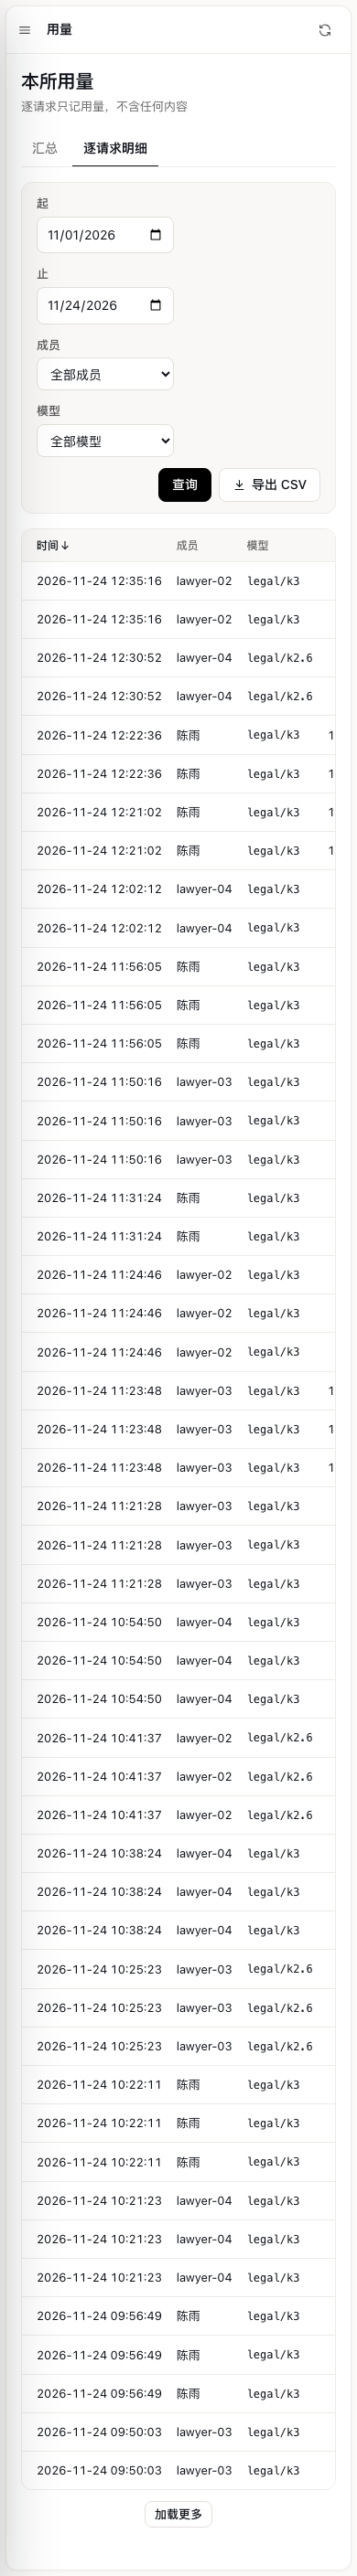 用量
本所用量
逐请求只记用量，不含任何内容
汇总 逐请求明细
起
11/01/2026
止
11/24/2026
成员
全部成员
模型
全部模型
查询 导出 CSV
时间↓ 成员 模型
2026-11-24 12:35:16 lawyer-02 legal/k3
2026-11-24 12:35:16 lawyer-02 legal/k3
2026-11-24 12:30:52 lawyer-04 legal/k2.6
2026-11-24 12:30:52 lawyer-04 legal/k2.6
2026-11-24 12:22:36 陈雨 legal/k3 1
2026-11-24 12:22:36 陈雨 legal/k3 1
2026-11-24 12:21:02 陈雨 legal/k3 1
2026-11-24 12:21:02 陈雨 legal/k3 1
2026-11-24 12:02:12 lawyer-04 legal/k3
2026-11-24 12:02:12 lawyer-04 legal/k3
2026-11-24 11:56:05 陈雨 legal/k3
2026-11-24 11:56:05 陈雨 legal/k3
2026-11-24 11:56:05 陈雨 legal/k3
2026-11-24 11:50:16 lawyer-03 legal/k3
2026-11-24 11:50:16 lawyer-03 legal/k3
2026-11-24 11:50:16 lawyer-03 legal/k3
2026-11-24 11:31:24 陈雨 legal/k3
2026-11-24 11:31:24 陈雨 legal/k3
2026-11-24 11:24:46 lawyer-02 legal/k3
2026-11-24 11:24:46 lawyer-02 legal/k3
2026-11-24 11:24:46 lawyer-02 legal/k3
2026-11-24 11:23:48 lawyer-03 legal/k3 1
2026-11-24 11:23:48 lawyer-03 legal/k3 1
2026-11-24 11:23:48 lawyer-03 legal/k3 1
2026-11-24 11:21:28 lawyer-03 legal/k3
2026-11-24 11:21:28 lawyer-03 legal/k3
2026-11-24 11:21:28 lawyer-03 legal/k3
2026-11-24 10:54:50 lawyer-04 legal/k3
2026-11-24 10:54:50 lawyer-04 legal/k3
2026-11-24 10:54:50 lawyer-04 legal/k3
2026-11-24 10:41:37 lawyer-02 legal/k2.6
2026-11-24 10:41:37 lawyer-02 legal/k2.6
2026-11-24 10:41:37 lawyer-02 legal/k2.6
2026-11-24 10:38:24 lawyer-04 legal/k3
2026-11-24 10:38:24 lawyer-04 legal/k3
2026-11-24 10:38:24 lawyer-04 legal/k3
2026-11-24 10:25:23 lawyer-03 legal/k2.6
2026-11-24 10:25:23 lawyer-03 legal/k2.6
2026-11-24 10:25:23 lawyer-03 legal/k2.6
2026-11-24 10:22:11 陈雨 legal/k3
2026-11-24 10:22:11 陈雨 legal/k3
2026-11-24 10:22:11 陈雨 legal/k3
2026-11-24 10:21:23 lawyer-04 legal/k3
2026-11-24 10:21:23 lawyer-04 legal/k3
2026-11-24 10:21:23 lawyer-04 legal/k3
2026-11-24 09:56:49 陈雨 legal/k3
2026-11-24 09:56:49 陈雨 legal/k3
2026-11-24 09:56:49 陈雨 legal/k3
2026-11-24 09:50:03 lawyer-03 legal/k3
2026-11-24 09:50:03 lawyer-03 legal/k3
加载更多